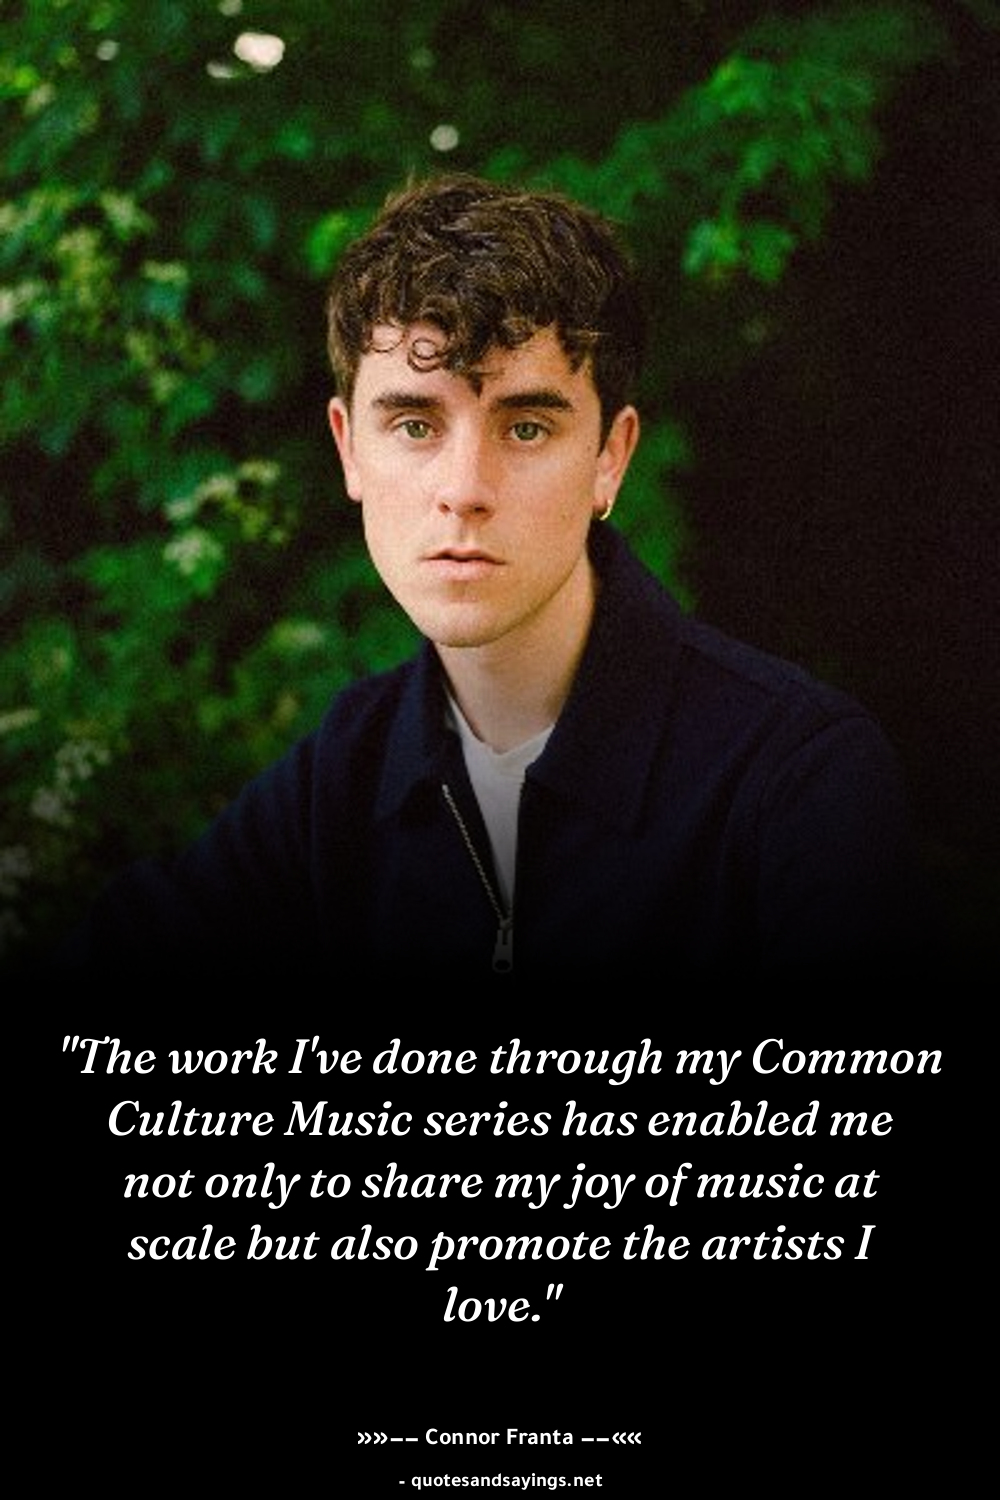 "The work I've done through my Common
Culture Music series has enabled me
not only to share my joy of music at
scale but also promote the artists I
love."
»»–– Connor Franta ––««
- quotesandsayings.net